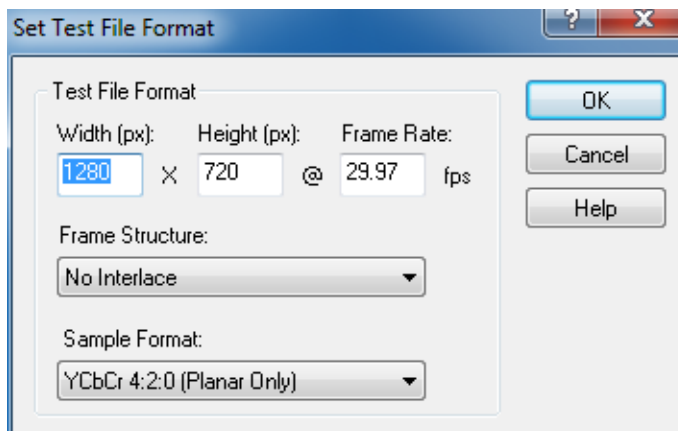 Set Test File Format
?
X
Test File Format
OK
Width (px): Height (px): Frame Rate:
1280 X 720 @ 29.97 fps
Cancel
Help
Frame Structure:
No Interlace
Sample Format:
YCbCr 4:2:0 (Planar Only)